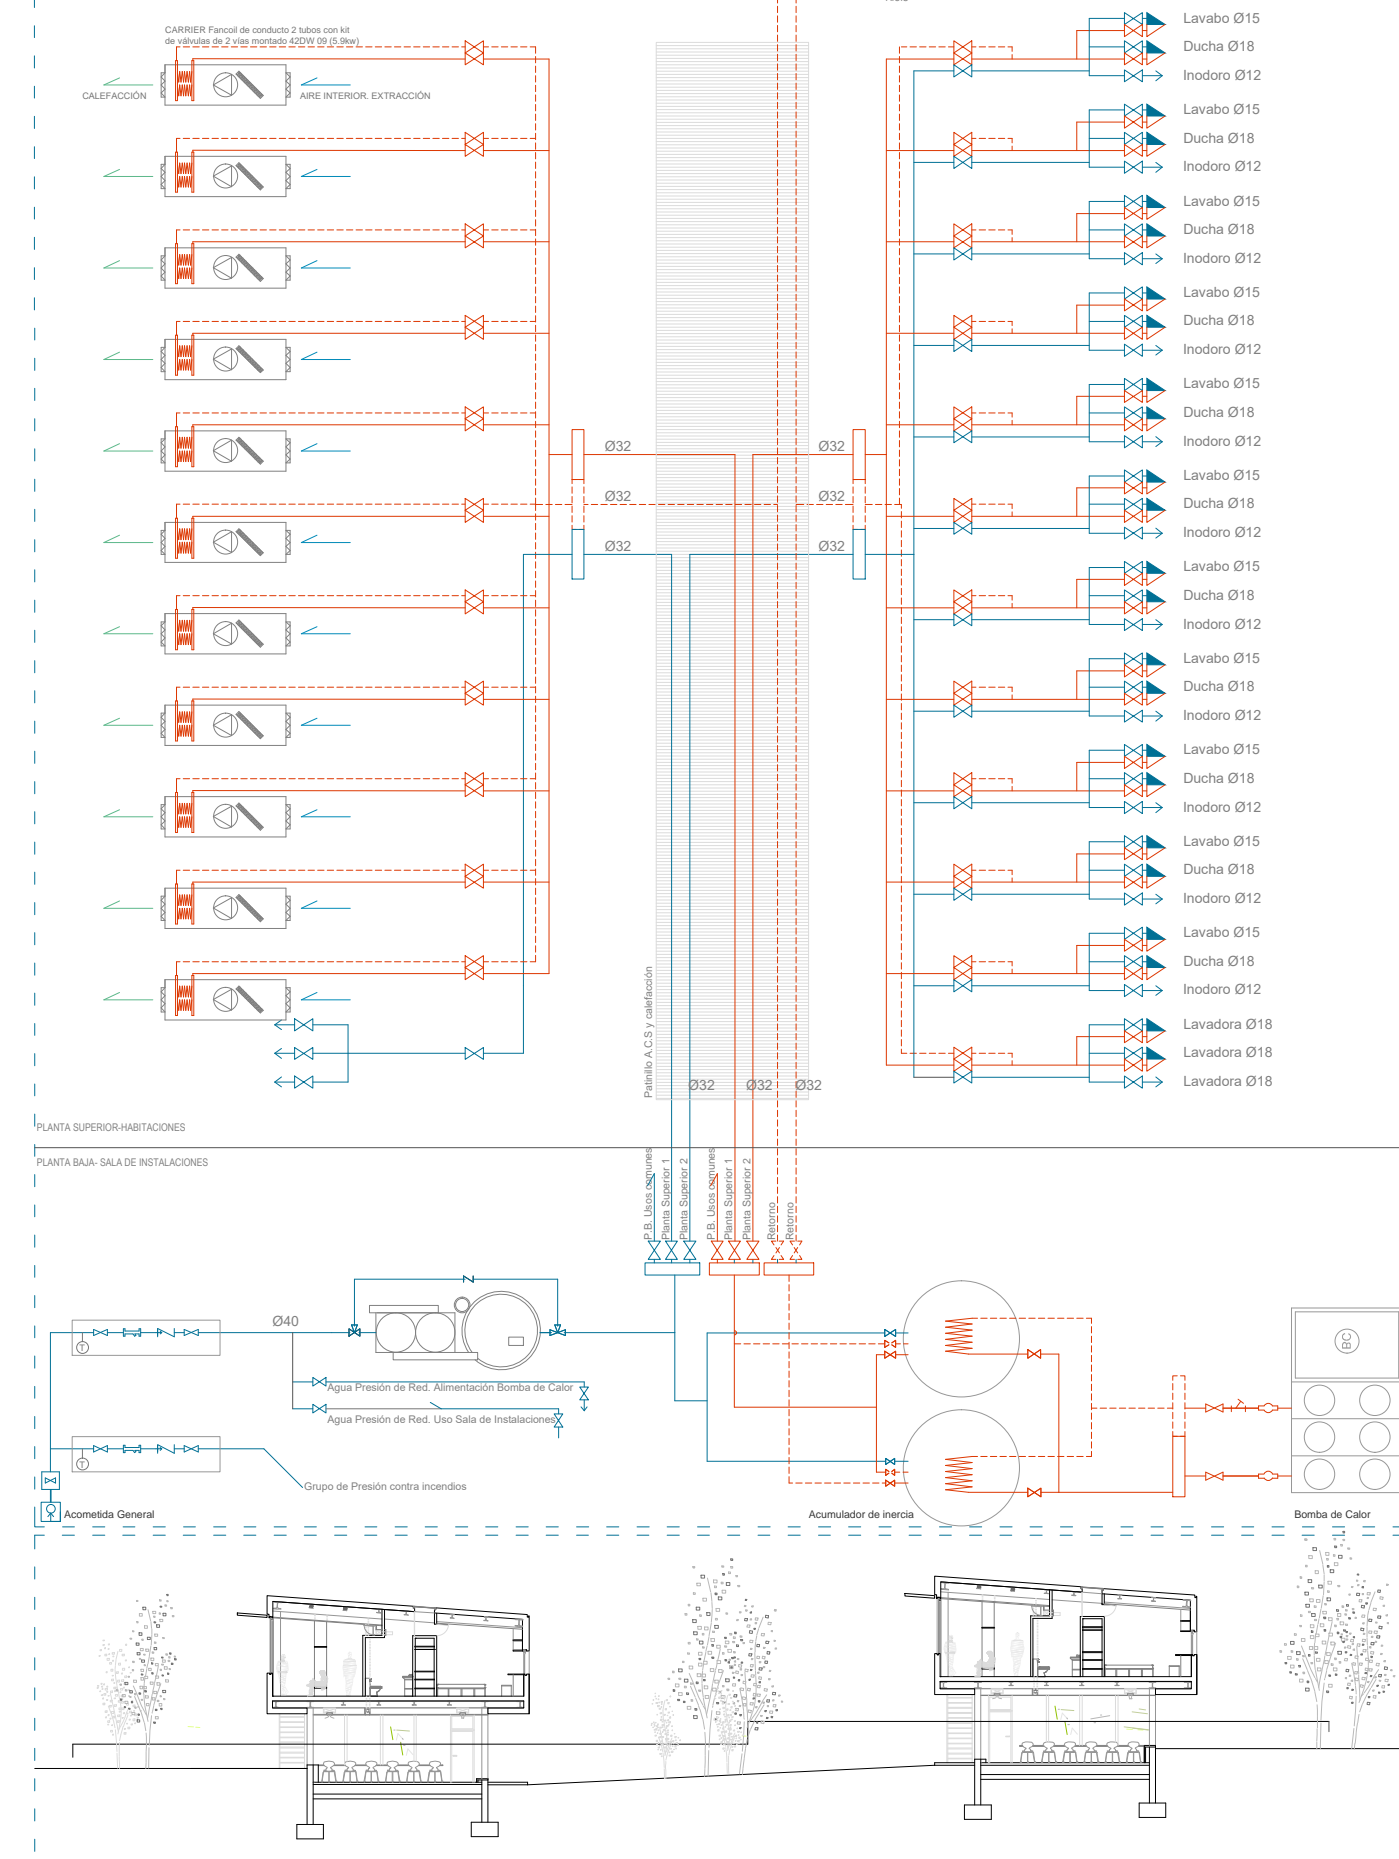 CARRIER Fancoil de conducto 2 tubos con kit
de válvulas de 2 vías montado 42DW 09 (5.9kw)
CALEFACCIÓN
AIRE INTERIOR. EXTRACCIÓN
Lavabo Ø15
Ducha Ø18
Inodoro Ø12
Lavabo Ø15
Ducha Ø18
Inodoro Ø12
Lavabo Ø15
Ducha Ø18
Inodoro Ø12
Lavabo Ø15
Ducha Ø18
Inodoro Ø12
Lavabo Ø15
Ducha Ø18
Inodoro Ø12
Lavabo Ø15
Ducha Ø18
Inodoro Ø12
Lavabo Ø15
Ducha Ø18
Inodoro Ø12
Lavabo Ø15
Ducha Ø18
Inodoro Ø12
Lavabo Ø15
Ducha Ø18
Inodoro Ø12
Lavabo Ø15
Ducha Ø18
Inodoro Ø12
Lavabo Ø15
Ducha Ø18
Inodoro Ø12
Lavadora Ø18
Lavadora Ø18
Lavadora Ø18
Ø32
Ø32
Ø32
Ø32
Ø32
Ø32
Patinillo A.C.S y calefacción
Ø32
Ø32
Ø32
PLANTA SUPERIOR-HABITACIONES
PLANTA BAJA- SALA DE INSTALACIONES
P.B. Usos comunes
Planta Superior 1
Planta Superior 2
P.B. Usos comunes
Planta Superior 1
Planta Superior 2
Retorno
Retorno
Ø40
T
Agua Presión de Red. Alimentación Bomba de Calor
Agua Presión de Red. Uso Sala de Instalaciones
T
Grupo de Presión contra incendios
Acometida General
Acumulador de inercia
BC
Bomba de Calor